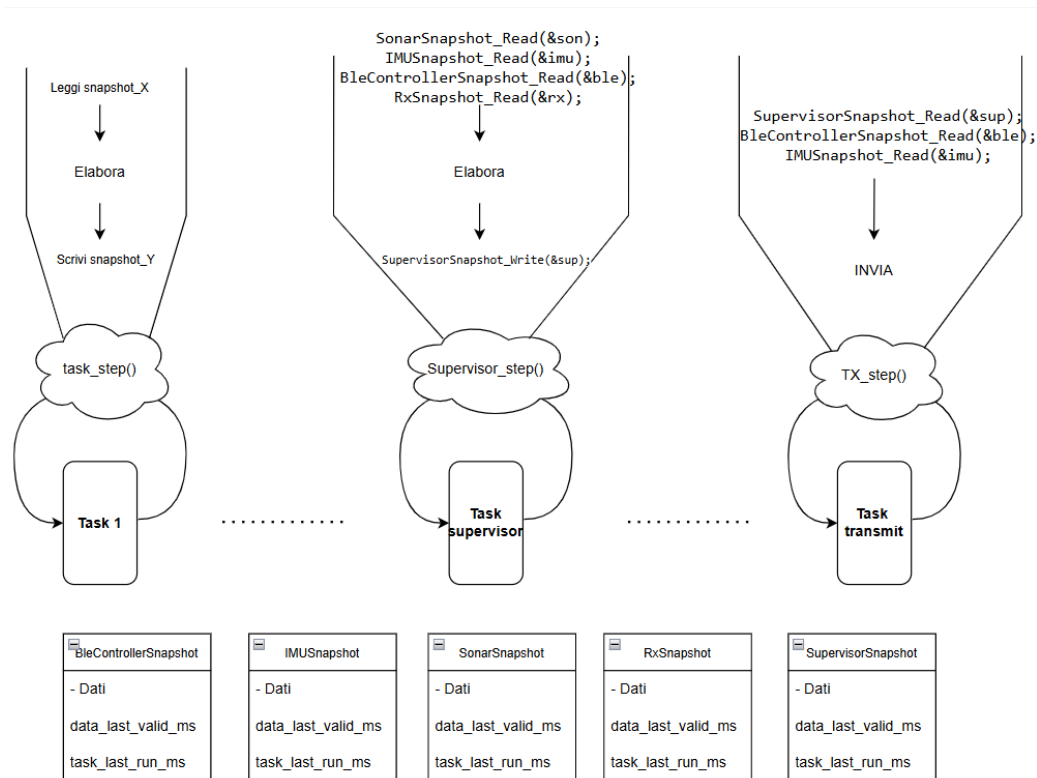 Leggi snapshot_X
Elabora
Scrivi snapshot_Y
task_step()
Task 1
SonarSnapshot_Read(&son);
IMUSnapshot_Read(&imu);
BleControllerSnapshot_Read(&ble);
RxSnapshot_Read(&rx);
Elabora
SupervisorSnapshot_Write(&sup);
Supervisor_step()
Task
supervisor
SupervisorSnapshot_Read(&sup);
BleControllerSnapshot_Read(&ble);
IMUSnapshot_Read(&imu);
INVIA
TX_step()
Task
transmit
BleControllerSnapshot
- Dati
data_last_valid_ms
task_last_run_ms
IMUSnapshot
- Dati
data_last_valid_ms
task_last_run_ms
SonarSnapshot
- Dati
data_last_valid_ms
task_last_run_ms
RxSnapshot
- Dati
data_last_valid_ms
task_last_run_ms
SupervisorSnapshot
- Dati
data_last_valid_ms
task_last_run_ms